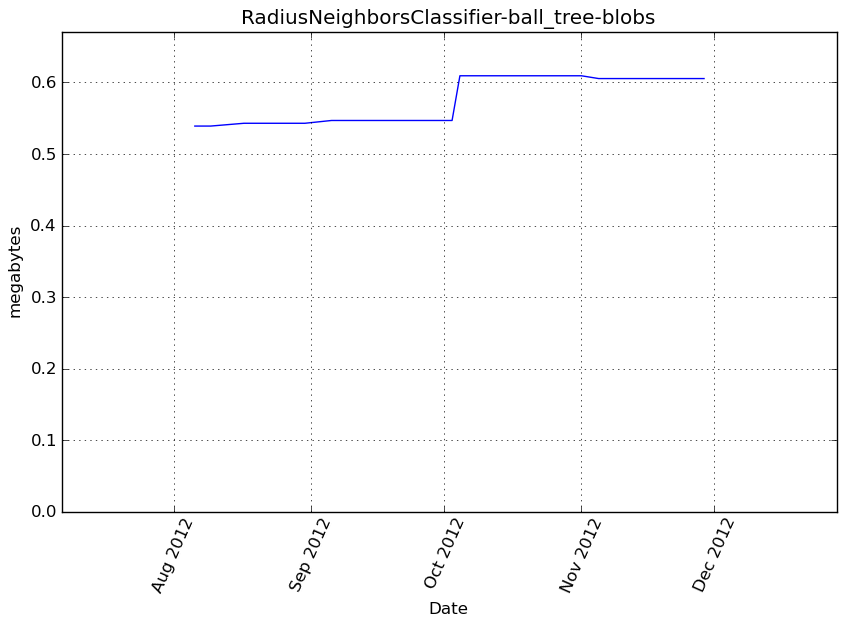 RadiusNeighborsClassifier-ball_tree-blobs
0.6
0.5
0.4
0.3
0.2
0.1
0.0
megabytes
Aug 2012
Sep 2012
Oct 2012
Nov 2012
Dec 2012
Date